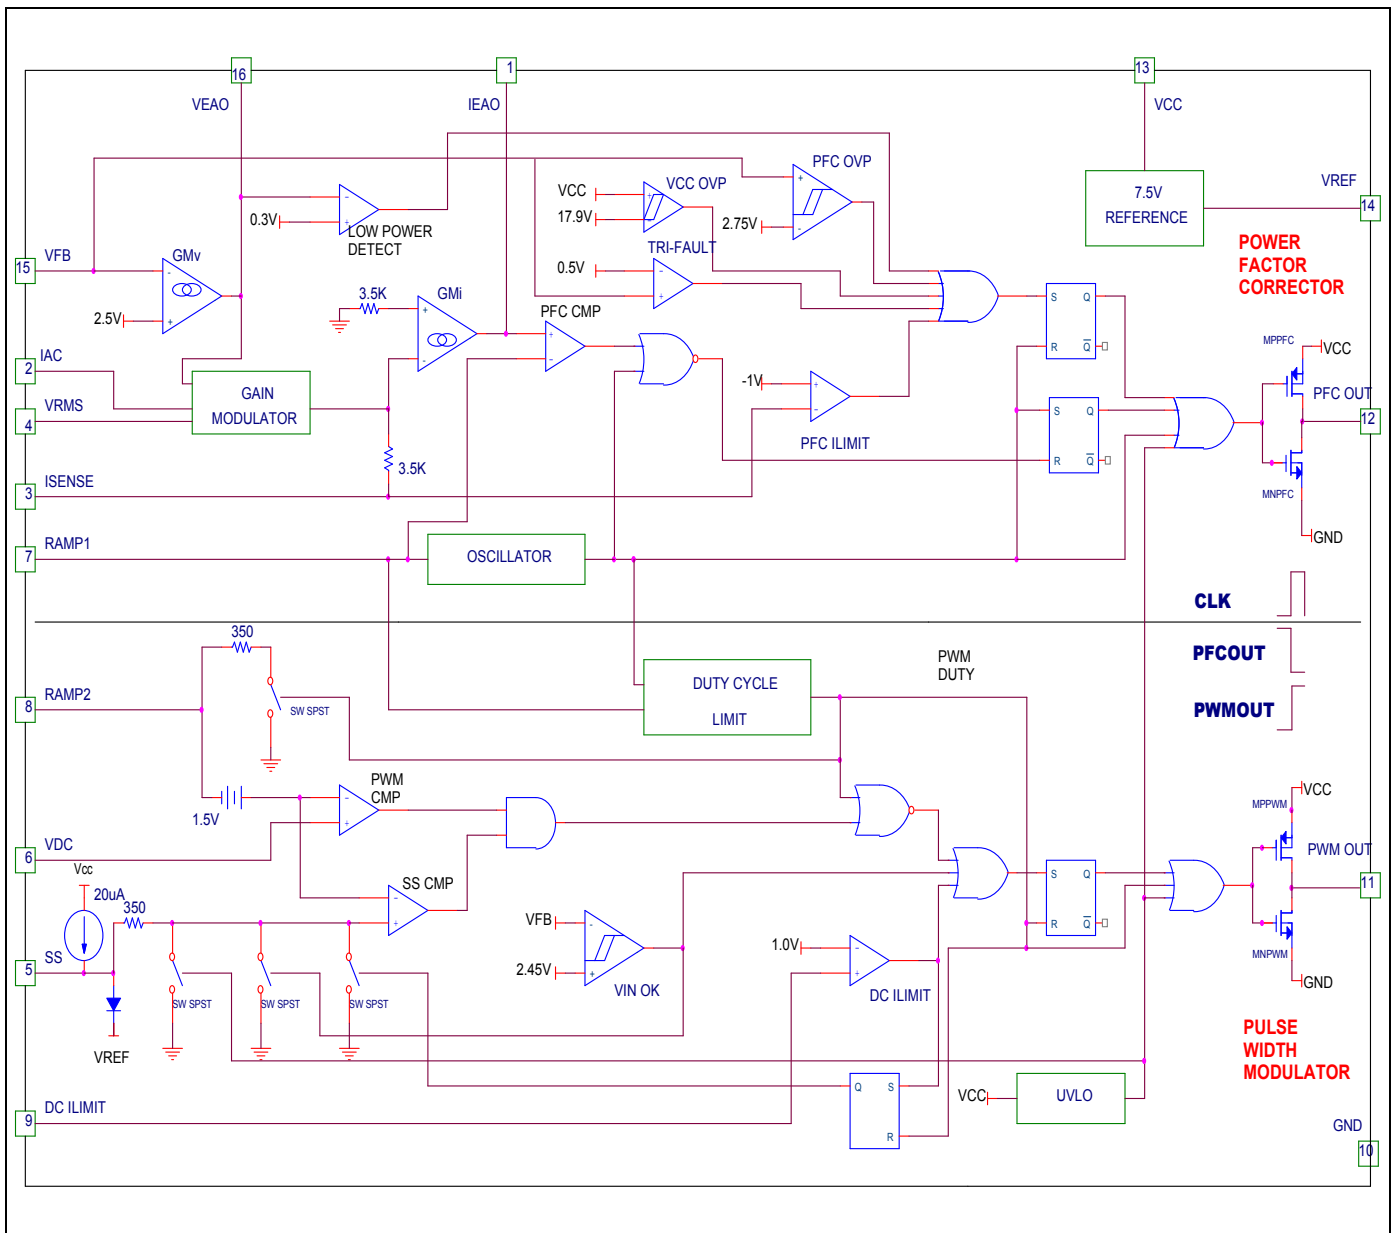 16
1
13
VEAO
IEAO
VCC
PFC OVP
VCC OVP
VCC
17.9V
2.75V
0.3V
LOW POWER
DETECT
7.5V
REFERENCE
VREF
14
15
VFB
GMv
2.5V
TRI-FAULT
0.5V
POWER
FACTOR
CORRECTOR
3.5K
GMi
PFC CMP
S
Q
R
Q
MPPFC
VCC
IAC
2
GAIN
MODULATOR
VRMS
4
-1V
PFC ILIMIT
S
Q
R
Q
PFC OUT
12
3.5K
ISENSE
3
MNPFC
RAMP1
7
OSCILLATOR
GND
CLK
350
PWM
DUTY
PFCOUT
RAMP2
8
SW SPST
DUTY CYCLE
LIMIT
PWMOUT
PWM
CMP
1.5V
VCC
MPPWM
VDC
6
PWM OUT
11
Vcc
20uA
350
SS CMP
S
Q
R
Q
VFB
2.45V
VIN OK
1.0V
DC ILIMIT
MNPWM
SS
5
SW SPST
SW SPST
SW SPST
GND
VREF
PULSE
WIDTH
MODULATOR
Q
S
R
VCC
UVLO
DC ILIMIT
9
GND
10